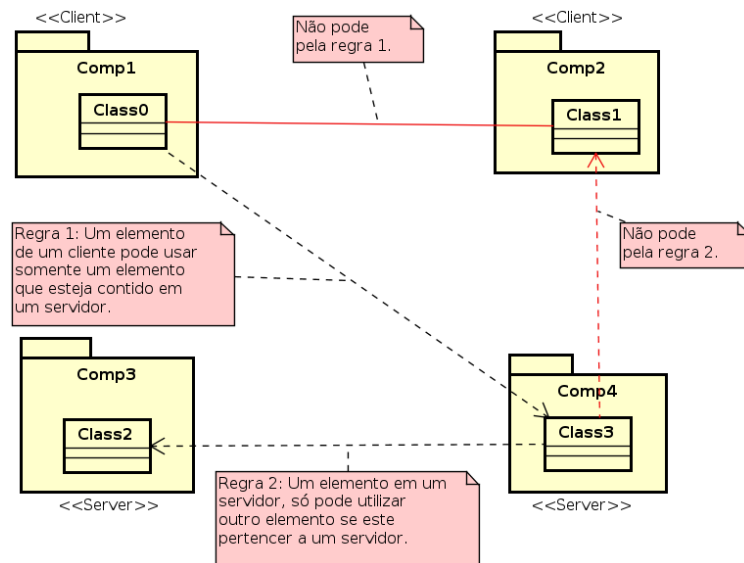 <<Client>>
<<Client>>
Não pode
pela regra 1.
Comp1
Comp2
Class0
Class1
Regra 1: Um elemento
de um cliente pode usar
somente um elemento
que esteja contido em
um servidor.
Não pode
pela regra 2.
Comp3
Comp4
Class2
Class3
Regra 2: Um elemento em um
servidor, só pode utilizar
outro elemento se este
pertencer a um servidor.
<<Server>>
<<Server>>